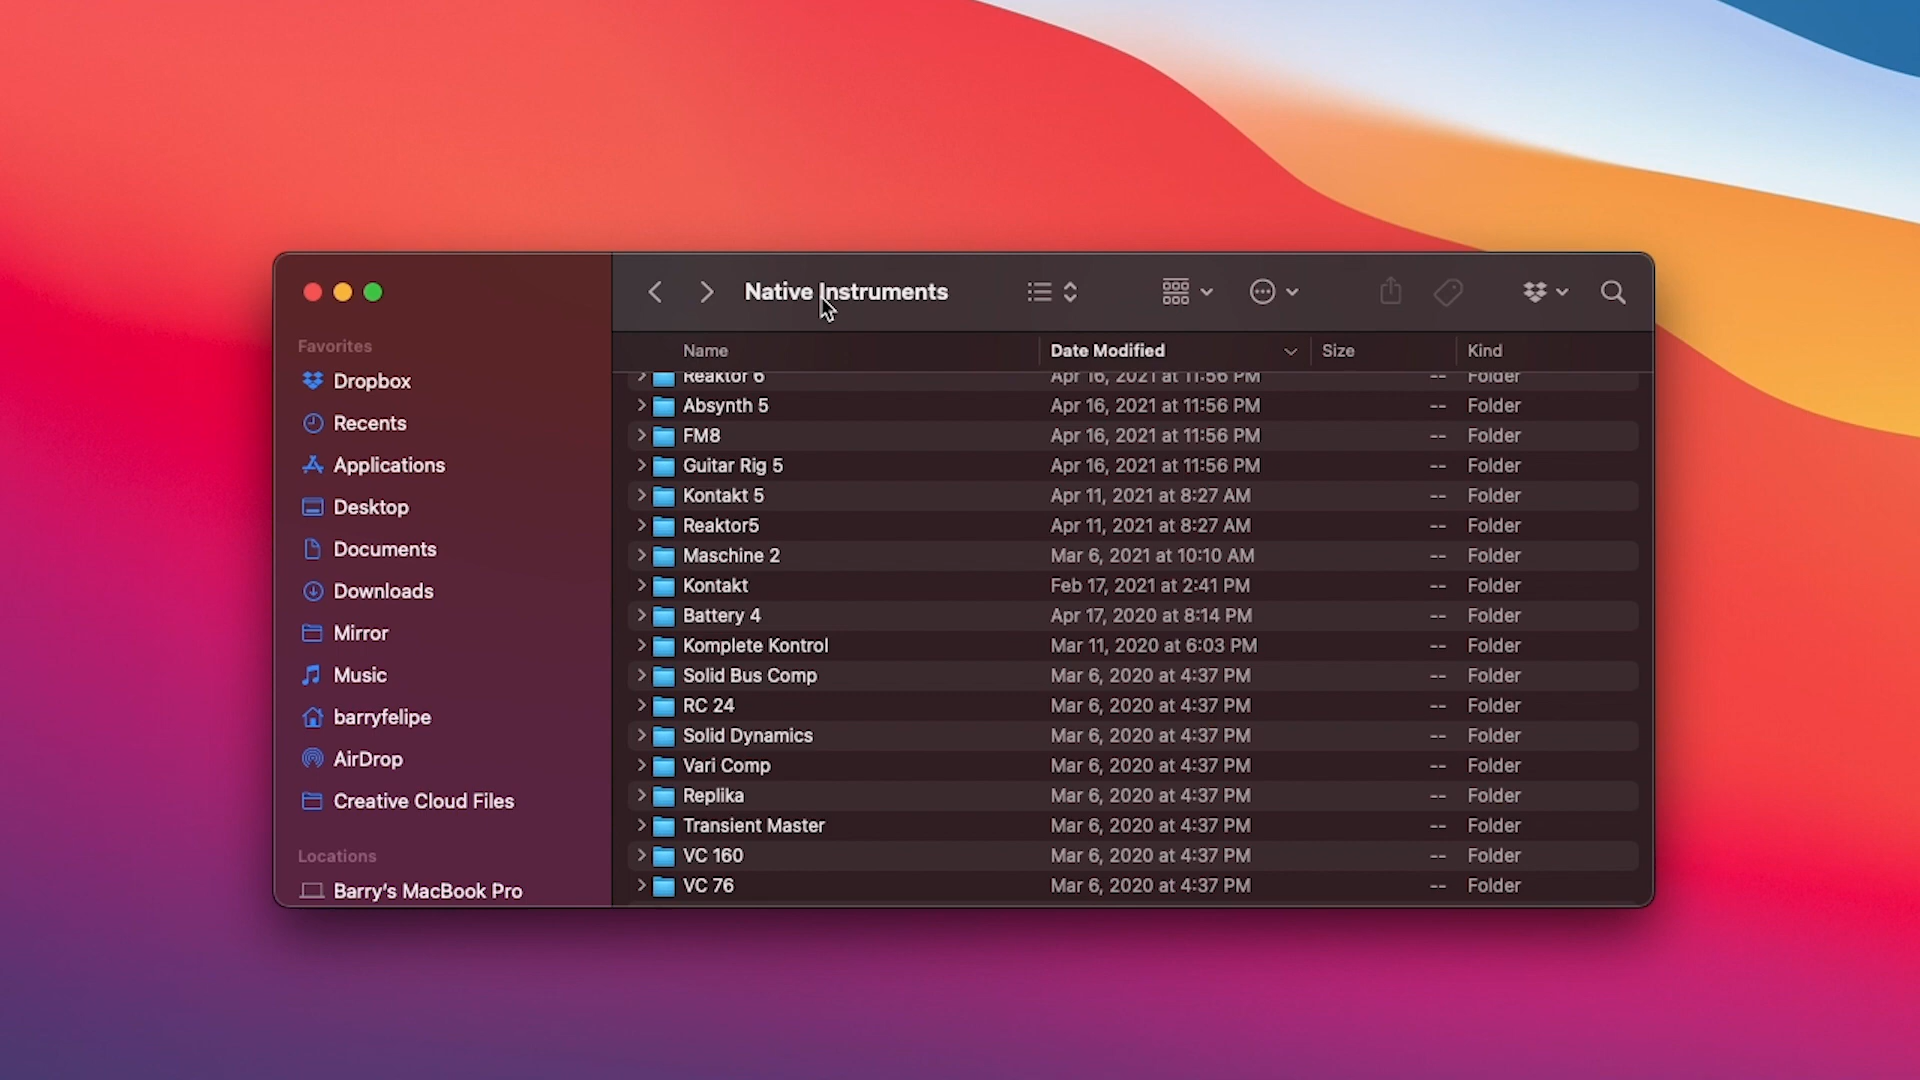 Native Instruments
Favorites
Dropbox
Recents
Applications
Desktop
Documents
Downloads
Mirror
Music
barryfelipe
AirDrop
Creative Cloud Files
Locations
Barry's MacBook Pro
Name Date Modified Size Kind
Reaktor 6 Apr 16, 2021 at 11:56 PM -- Folder
Absynth 5 Apr 16, 2021 at 11:56 PM -- Folder
FM8 Apr 16, 2021 at 11:56 PM -- Folder
Guitar Rig 5 Apr 16, 2021 at 11:56 PM -- Folder
Kontakt 5 Apr 11, 2021 at 8:27 AM -- Folder
Reaktor5 Apr 11, 2021 at 8:27 AM -- Folder
Maschine 2 Mar 6, 2021 at 10:10 AM -- Folder
Kontakt Feb 17, 2021 at 2:41 PM -- Folder
Battery 4 Apr 17, 2020 at 8:14 PM -- Folder
Komplete Kontrol Mar 11, 2020 at 6:03 PM -- Folder
Solid Bus Comp Mar 6, 2020 at 4:37 PM -- Folder
RC 24 Mar 6, 2020 at 4:37 PM -- Folder
Solid Dynamics Mar 6, 2020 at 4:37 PM -- Folder
Vari Comp Mar 6, 2020 at 4:37 PM -- Folder
Replika Mar 6, 2020 at 4:37 PM -- Folder
Transient Master Mar 6, 2020 at 4:37 PM -- Folder
VC 160 Mar 6, 2020 at 4:37 PM -- Folder
VC 76 Mar 6, 2020 at 4:37 PM -- Folder